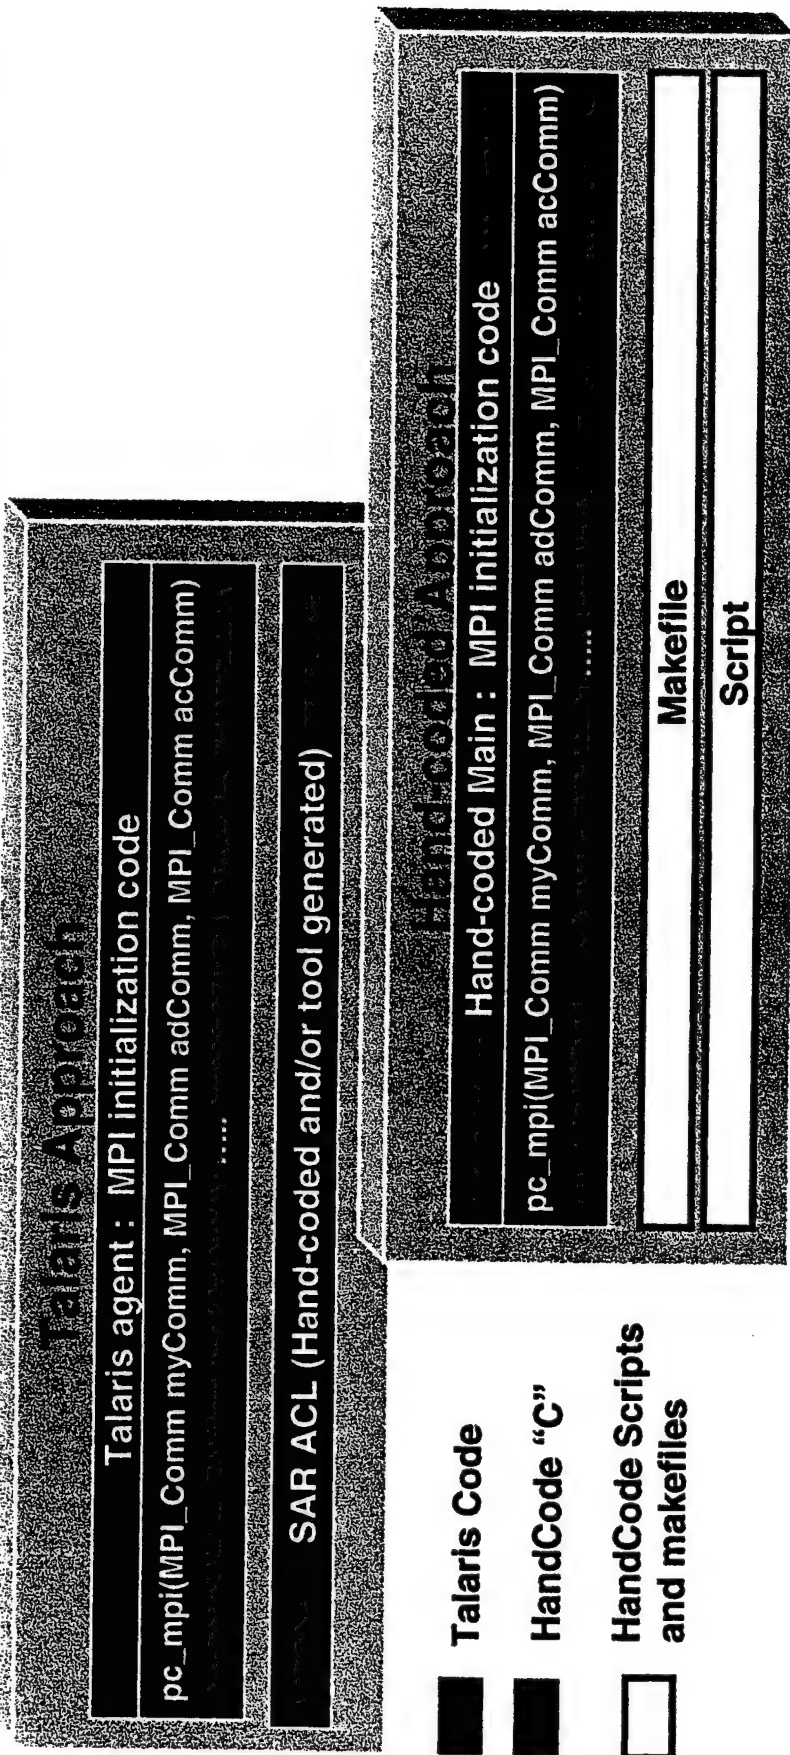 Talaris Approach
Talaris agent : MPI initialization code
pc_mpi(MPI_Comm myComm, MPI_Comm adComm, MPI_Comm acComm)
.....
SAR ACL (Hand-coded and/or tool generated)
Hand-coded Approach
Hand-coded Main : MPI initialization code
pc_mpi(MPI_Comm myComm, MPI_Comm adComm, MPI_Comm acComm)
.....
Makefile
Script
Talaris Code
HandCode “C”
HandCode Scripts
and makefiles